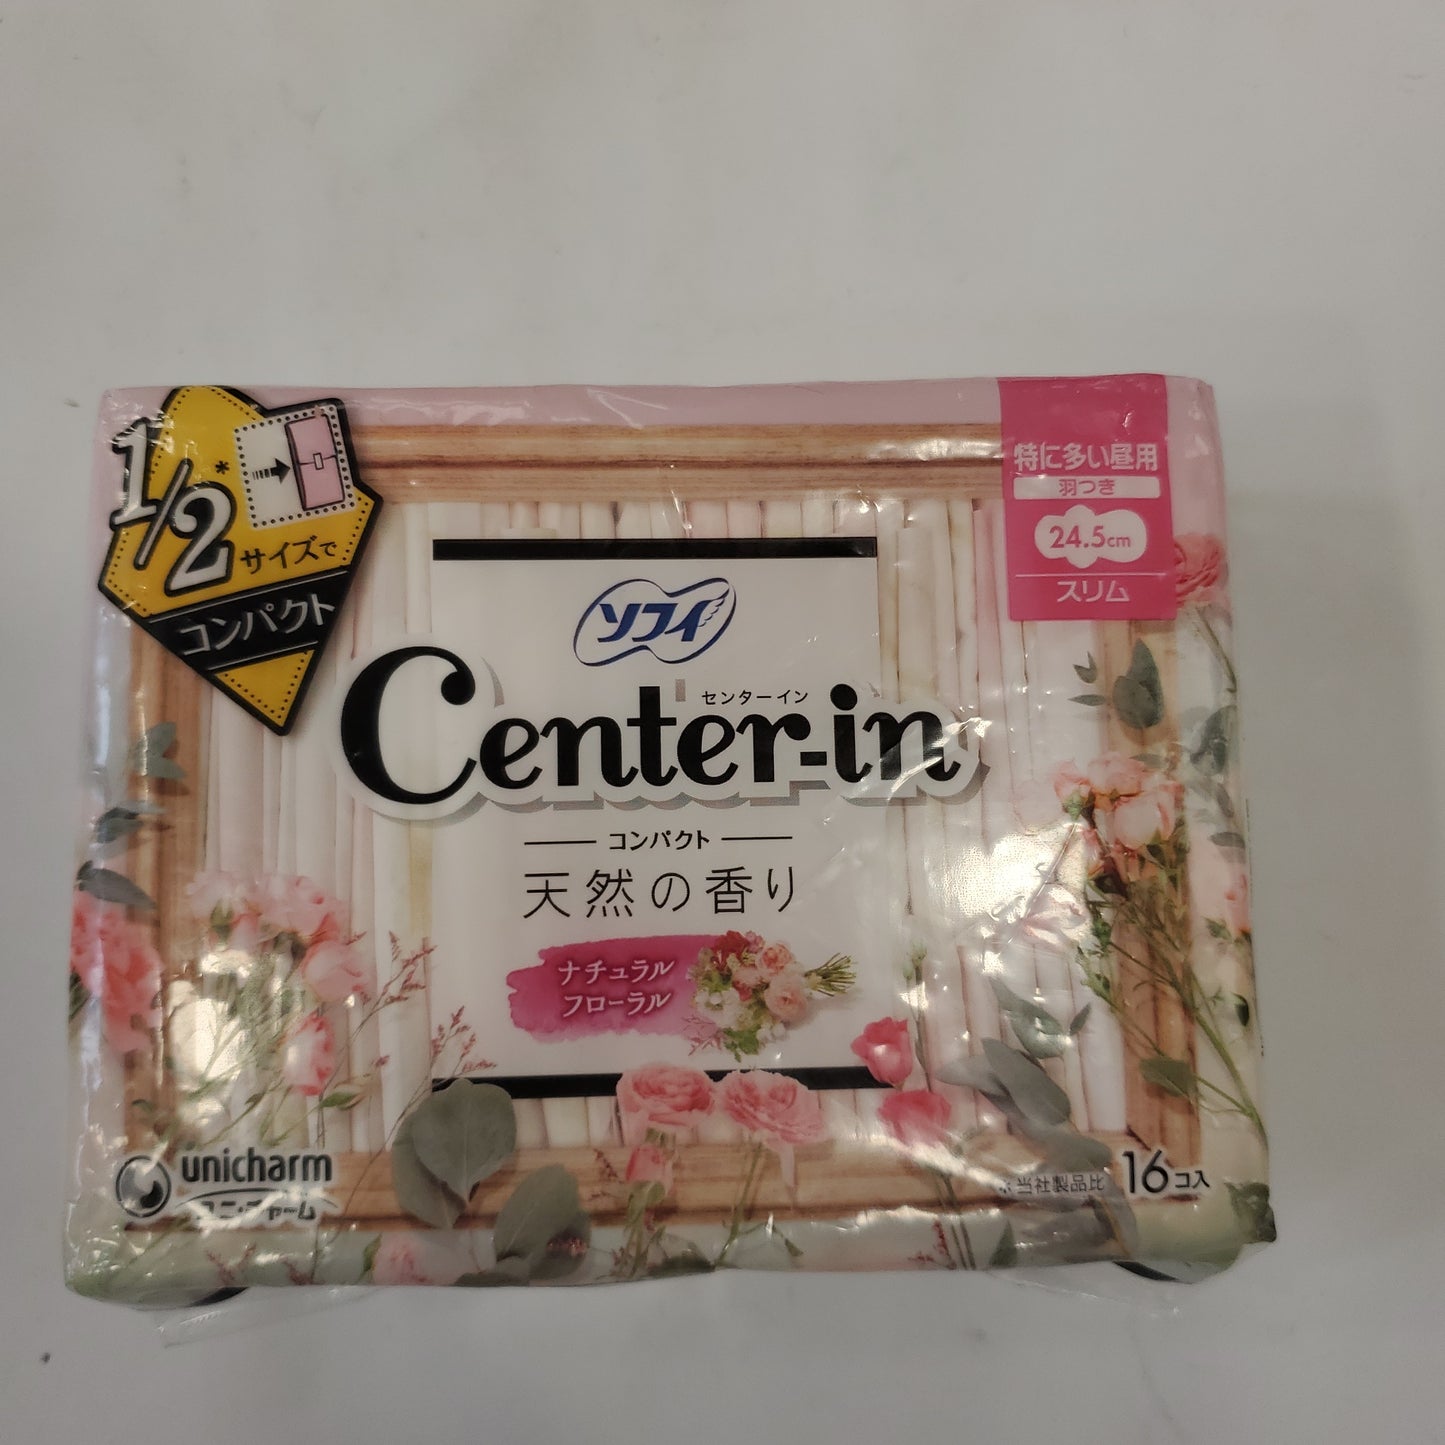 1/2*
サイズで
コンパクト
特に多い昼用
羽つき
24.5cm
スリム
ソフィ
センターイン
Center-in
コンパクト
天然の香り
ナチュラル
フローラル
unicharm
ユニ・チャーム
※当社製品比
16コ入